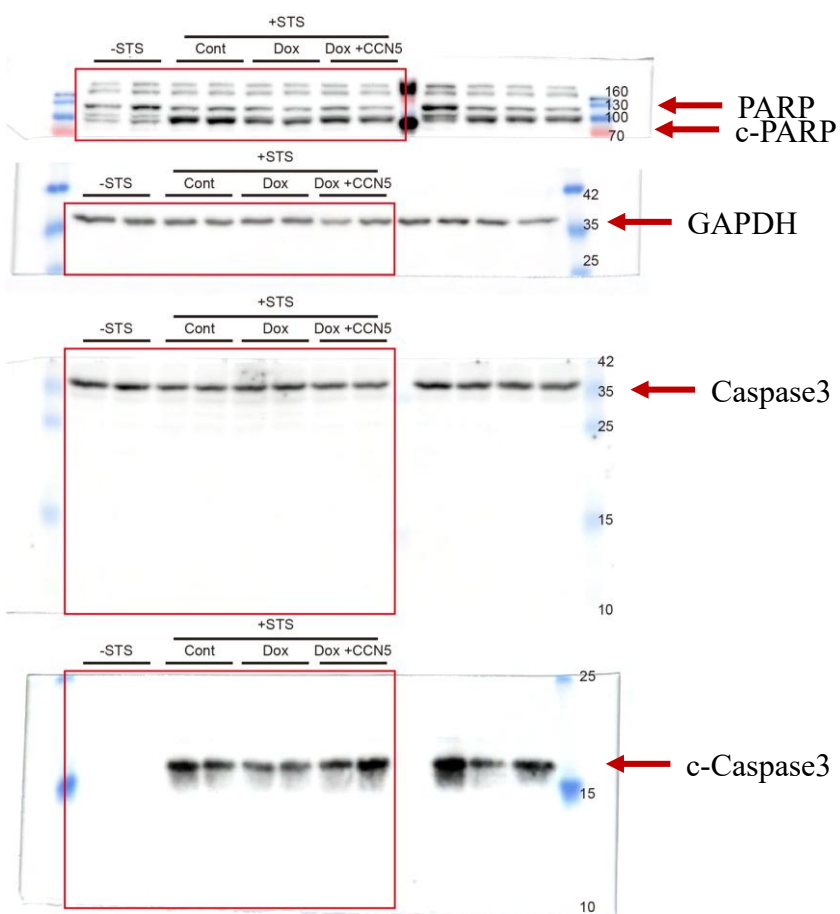 +STS
-STS Cont Dox Dox +CCN5
160
130
100
70
PARP
c-PARP
+STS
-STS Cont Dox Dox +CCN5
42
35
25
GAPDH
+STS
-STS Cont Dox Dox +CCN5
42
35
25
15
10
Caspase3
+STS
-STS Cont Dox Dox +CCN5
25
15
10
c-Caspase3